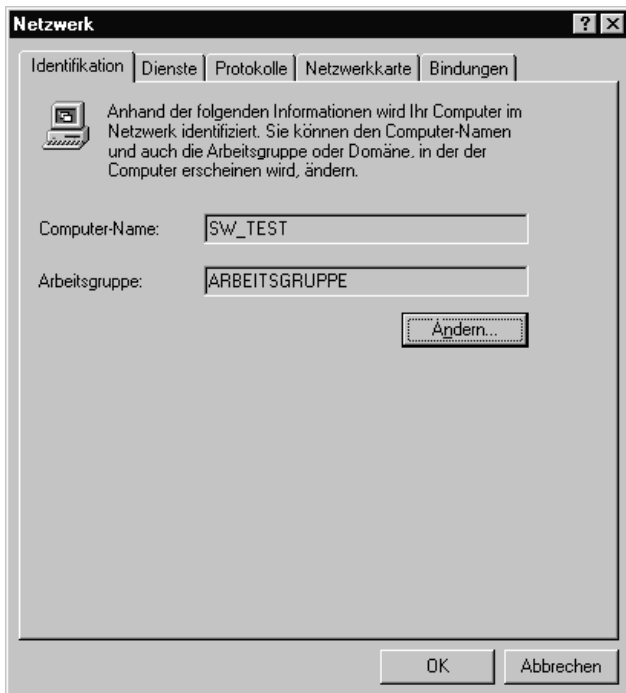 Netzwerk
Identifikation Dienste Protokolle Netzwerkkarte Bindungen
Anhand der folgenden Informationen wird Ihr Computer im
Netzwerk identifiziert. Sie können den Computer-Namen
und auch die Arbeitsgruppe oder Domäne, in der der
Computer erscheinen wird, ändern.
Computer-Name: SW_TEST
Arbeitsgruppe: ARBEITSGRUPPE
Ändern...
OK Abbrechen